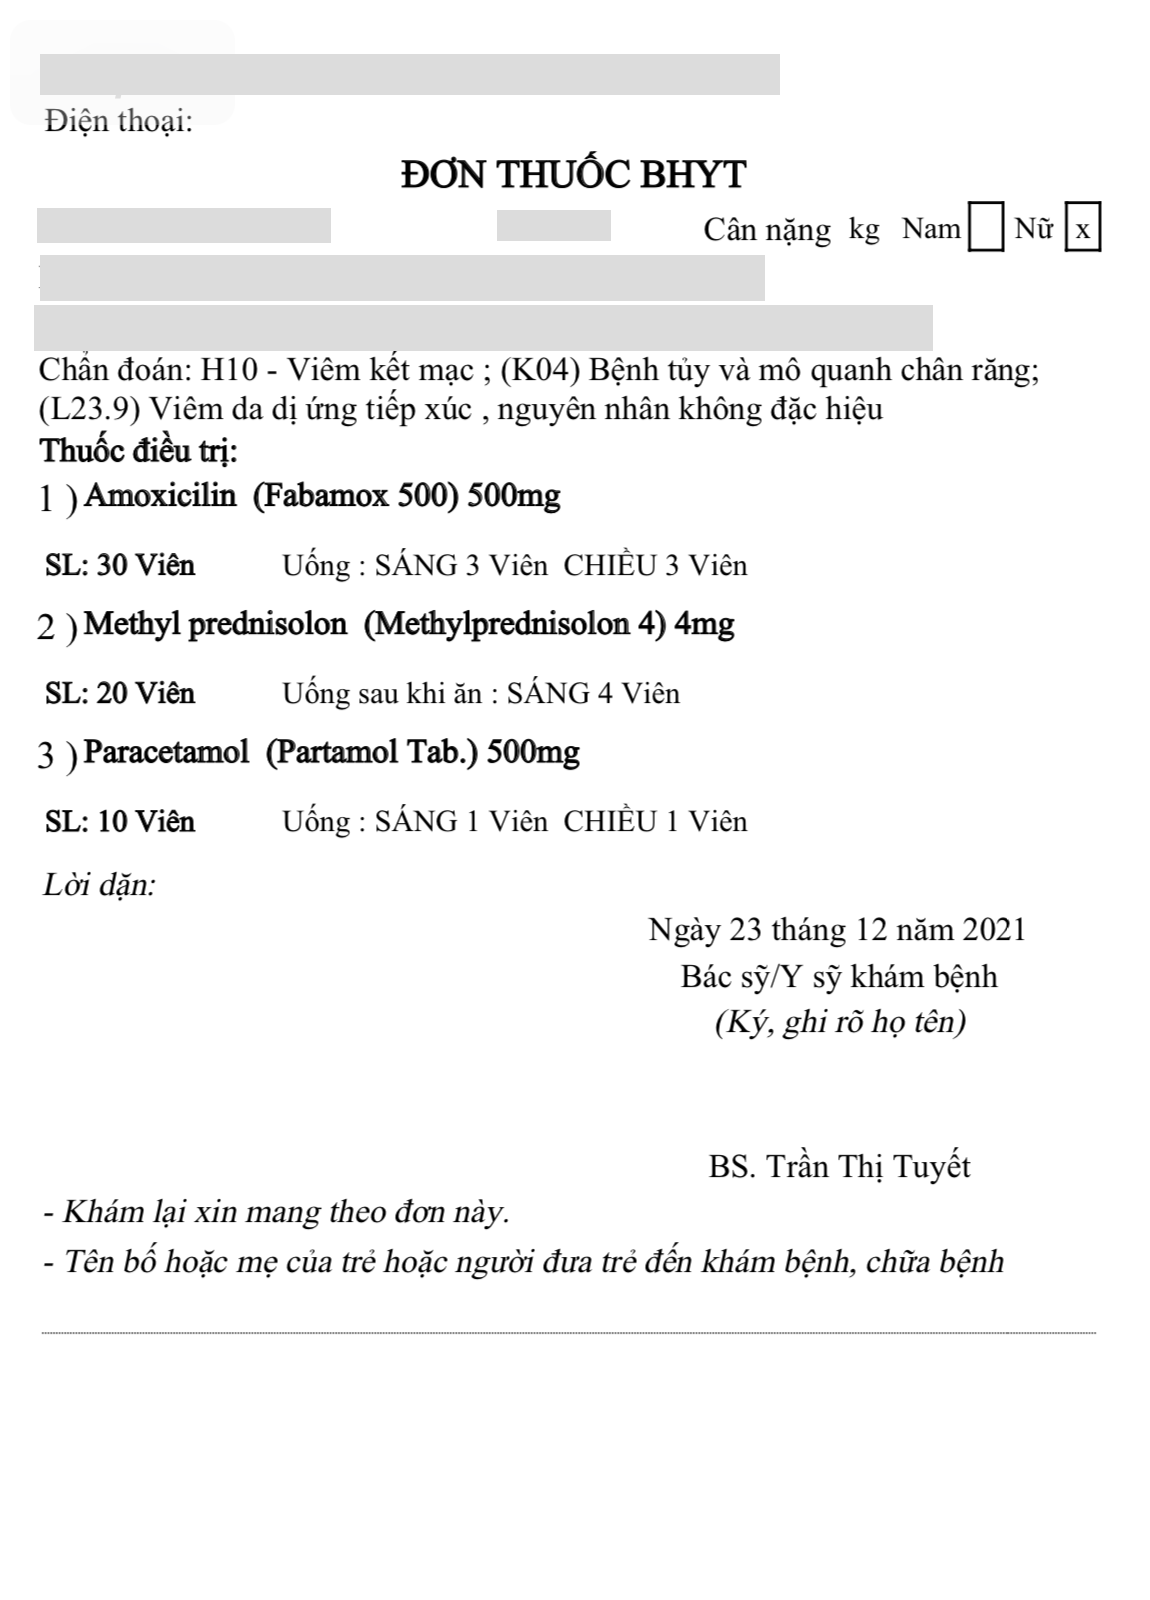 Điện thoại:
ĐƠN THUỐC BHYT
Cân nặng kg Nam Nữ x
Chẩn đoán: H10 - Viêm kết mạc ; (K04) Bệnh tủy và mô quanh chân răng;
(L23.9) Viêm da dị ứng tiếp xúc , nguyên nhân không đặc hiệu
Thuốc điều trị:
1 ) Amoxicilin (Fabamox 500) 500mg
SL: 30 Viên Uống : SÁNG 3 Viên CHIỀU 3 Viên
2 ) Methyl prednisolon (Methylprednisolon 4) 4mg
SL: 20 Viên Uống sau khi ăn : SÁNG 4 Viên
3 ) Paracetamol (Partamol Tab.) 500mg
SL: 10 Viên Uống : SÁNG 1 Viên CHIỀU 1 Viên
Lời dặn:
Ngày 23 tháng 12 năm 2021
Bác sỹ/Y sỹ khám bệnh
(Ký, ghi rõ họ tên)
BS. Trần Thị Tuyết
- Khám lại xin mang theo đơn này.
- Tên bố hoặc mẹ của trẻ hoặc người đưa trẻ đến khám bệnh, chữa bệnh